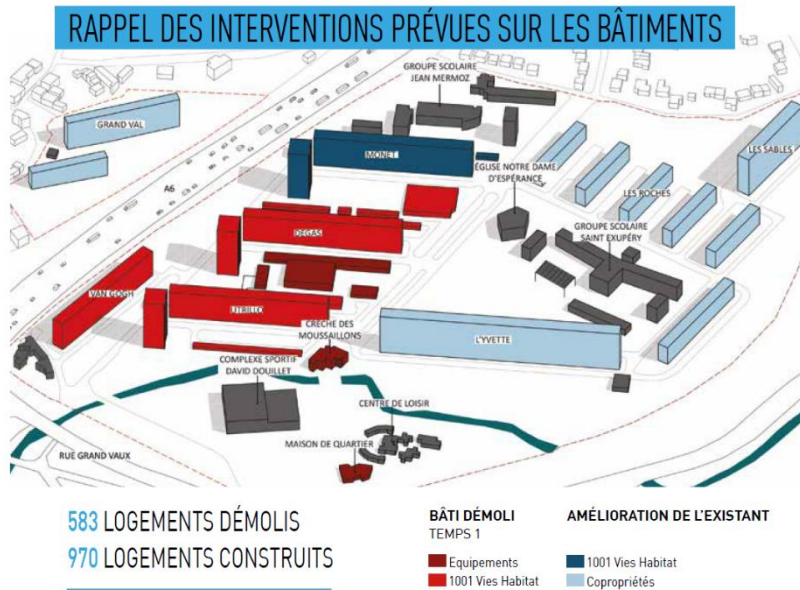 RAPPEL DES INTERVENTIONS PRÉVUES SUR LES BÂTIMENTS
GROUPE SCOLAIRE
JEAN MERMOZ
GRAND VAL
MONET
A6
ÉGLISE NOTRE DAME
D'ESPÉRANCE
LES SABLES
LES ROCHES
GROUPE SCOLAIRE
SAINT EXUPÉRY
DEGAS
VAN GOGH
UTRILLO
CRÈCHE DES
MOUSSAILLONS
L'YVETTE
COMPLEXE SPORTIF
DAVID DOUILLET
CENTRE DE LOISIR
MAISON DE QUARTIER
RUE GRAND VAUX
583 LOGEMENTS DÉMOLIS
970 LOGEMENTS CONSTRUITS
BÂTI DÉMOLI
TEMPS 1
Equipements
1001 Vies Habitat
AMÉLIORATION DE L'EXISTANT
1001 Vies Habitat
Copropriétés